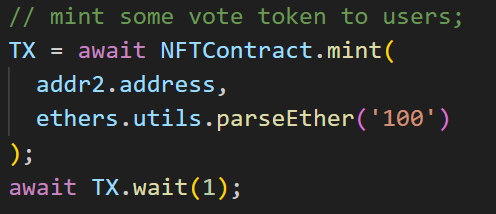 // mint some vote token to users;
TX = await NFTContract.mint(
addr2.address,
ethers.utils.parseEther('100')
);
await TX.wait(1);